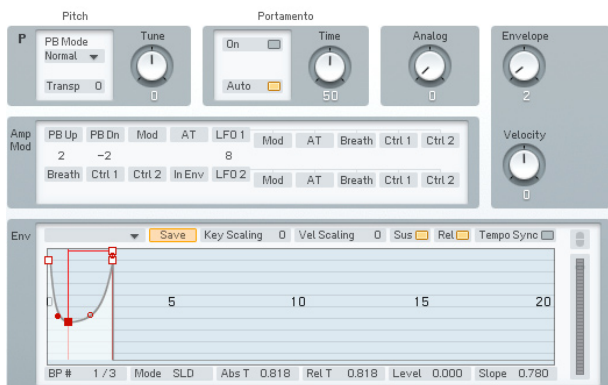 Pitch Portamento
P PB Mode Tune On Time Analog Envelope
Normal
Transp 0 0 Auto 50 0 2
Amp Mod PB Up PB Dn Mod AT LFO 1 Mod AT Breath Ctrl 1 Ctrl 2 Velocity
2 -2 8
Breath Ctrl 1 Ctrl 2 In Env LFO 2 Mod AT Breath Ctrl 1 Ctrl 2 0
Env Save Key Scaling 0 Vel Scaling 0 Sus Rel Tempo Sync
0 5 10 15 20
BP # 1 / 3 Mode SLD Abs T 0.818 Rel T 0.818 Level 0.000 Slope 0.780